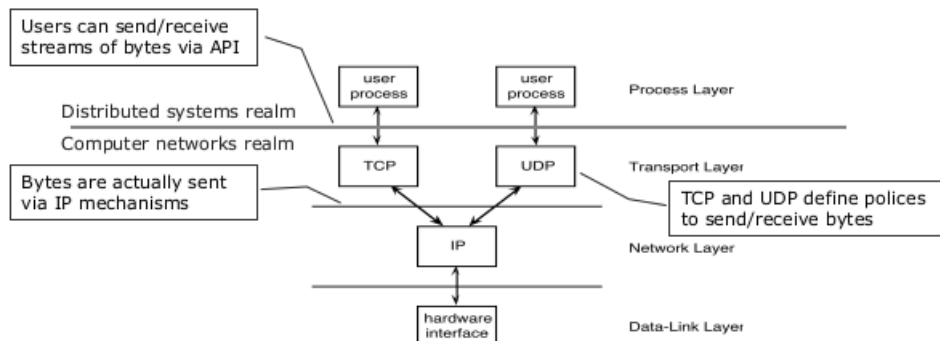 Users can send/receive
streams of bytes via API
user
process
user
process
Process Layer
Distributed systems realm
Computer networks realm
TCP
UDP
Transport Layer
Bytes are actually sent
via IP mechanisms
TCP and UDP define polices
to send/receive bytes
IP
Network Layer
hardware
interface
Data-Link Layer